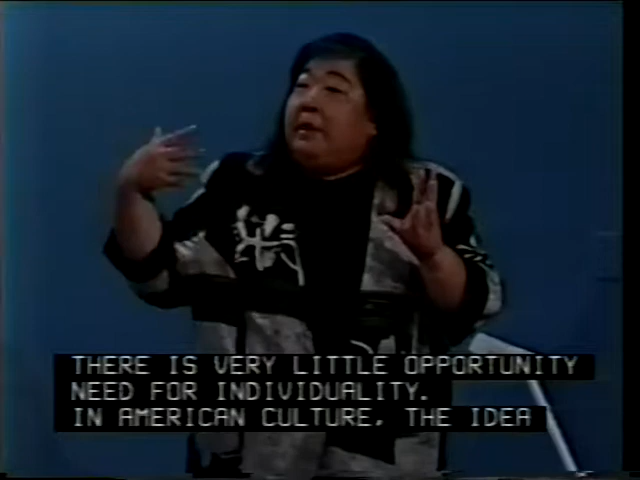 THERE IS VERY LITTLE OPPORTUNITY
NEED FOR INDIVIDUALITY.
IN AMERICAN CULTURE, THE IDEA